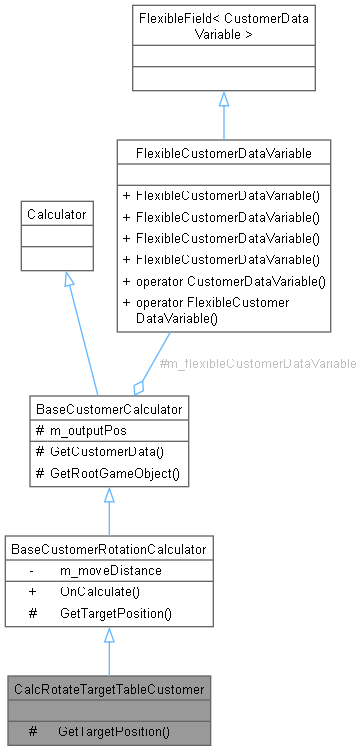 FlexibleField< CustomerData
Variable >
FlexibleCustomerDataVariable
+ FlexibleCustomerDataVariable()
+ FlexibleCustomerDataVariable()
+ FlexibleCustomerDataVariable()
+ FlexibleCustomerDataVariable()
+ operator CustomerDataVariable()
+ operator FlexibleCustomer
DataVariable()
Calculator
#m_flexibleCustomerDataVariable
BaseCustomerCalculator
# m_outputPos
# GetCustomerData()
# GetRootGameObject()
BaseCustomerRotationCalculator
- m_moveDistance
+ OnCalculate()
# GetTargetPosition()
CalcRotateTargetTableCustomer
# GetTargetPosition()